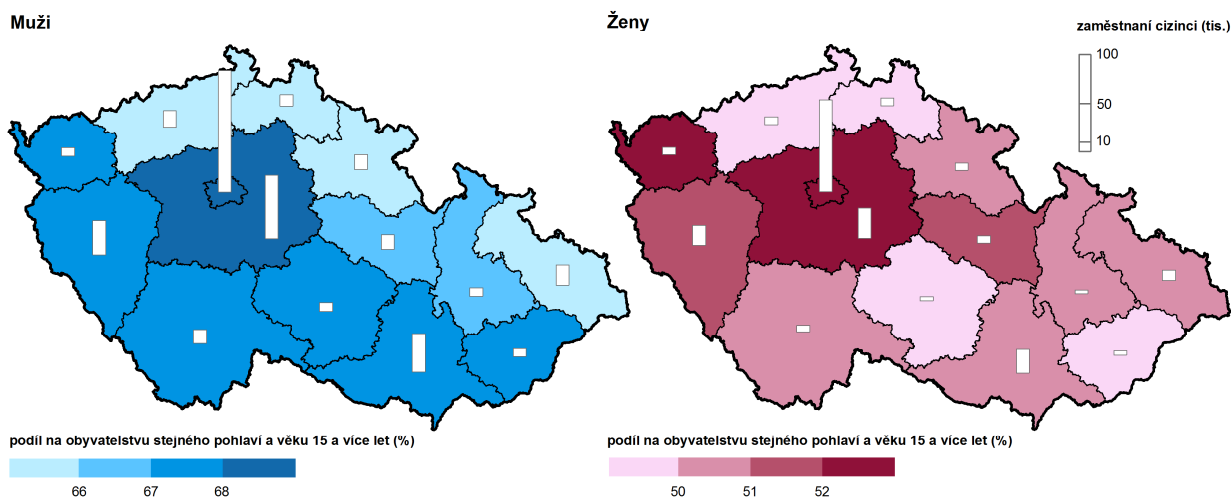 Muži
Ženy
zaměstnaní cizinci (tis.)
100
50
10
podíl na obyvatelstvu stejného pohlaví a věku 15 a více let (%)
66 67 68
podíl na obyvatelstvu stejného pohlaví a věku 15 a více let (%)
50 51 52